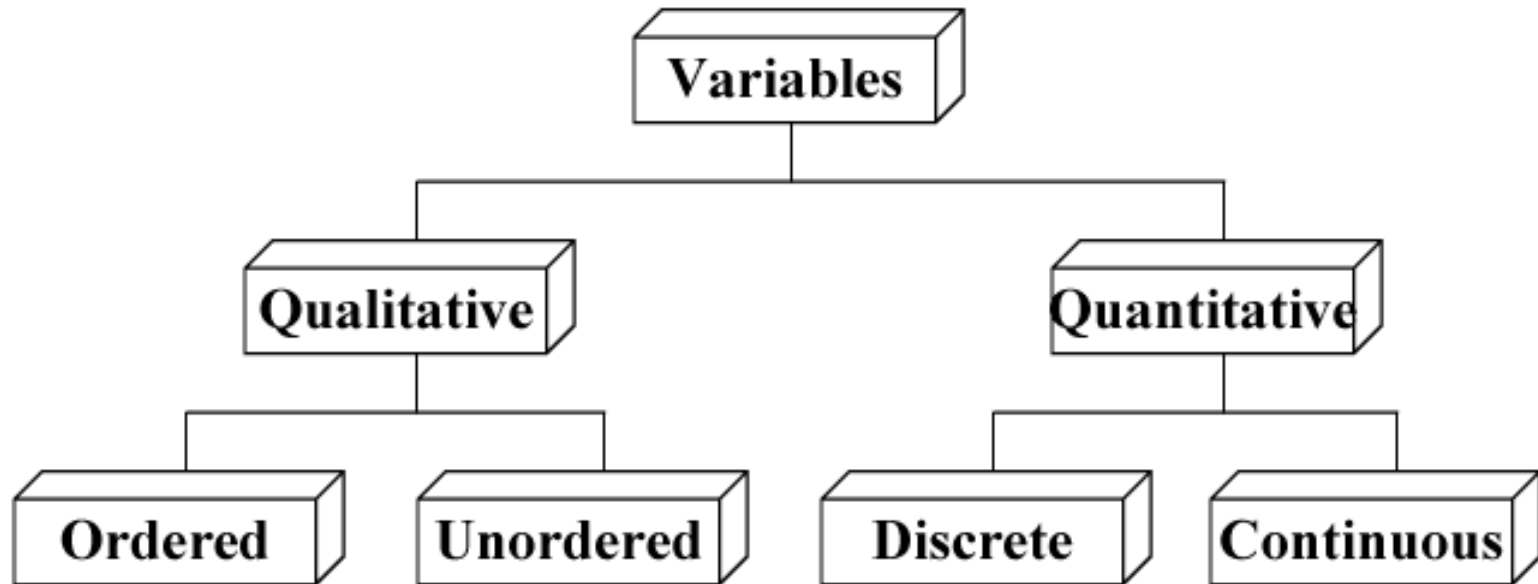 Variables
Qualitative
Quantitative
Ordered
Unordered
Discrete
Continuous